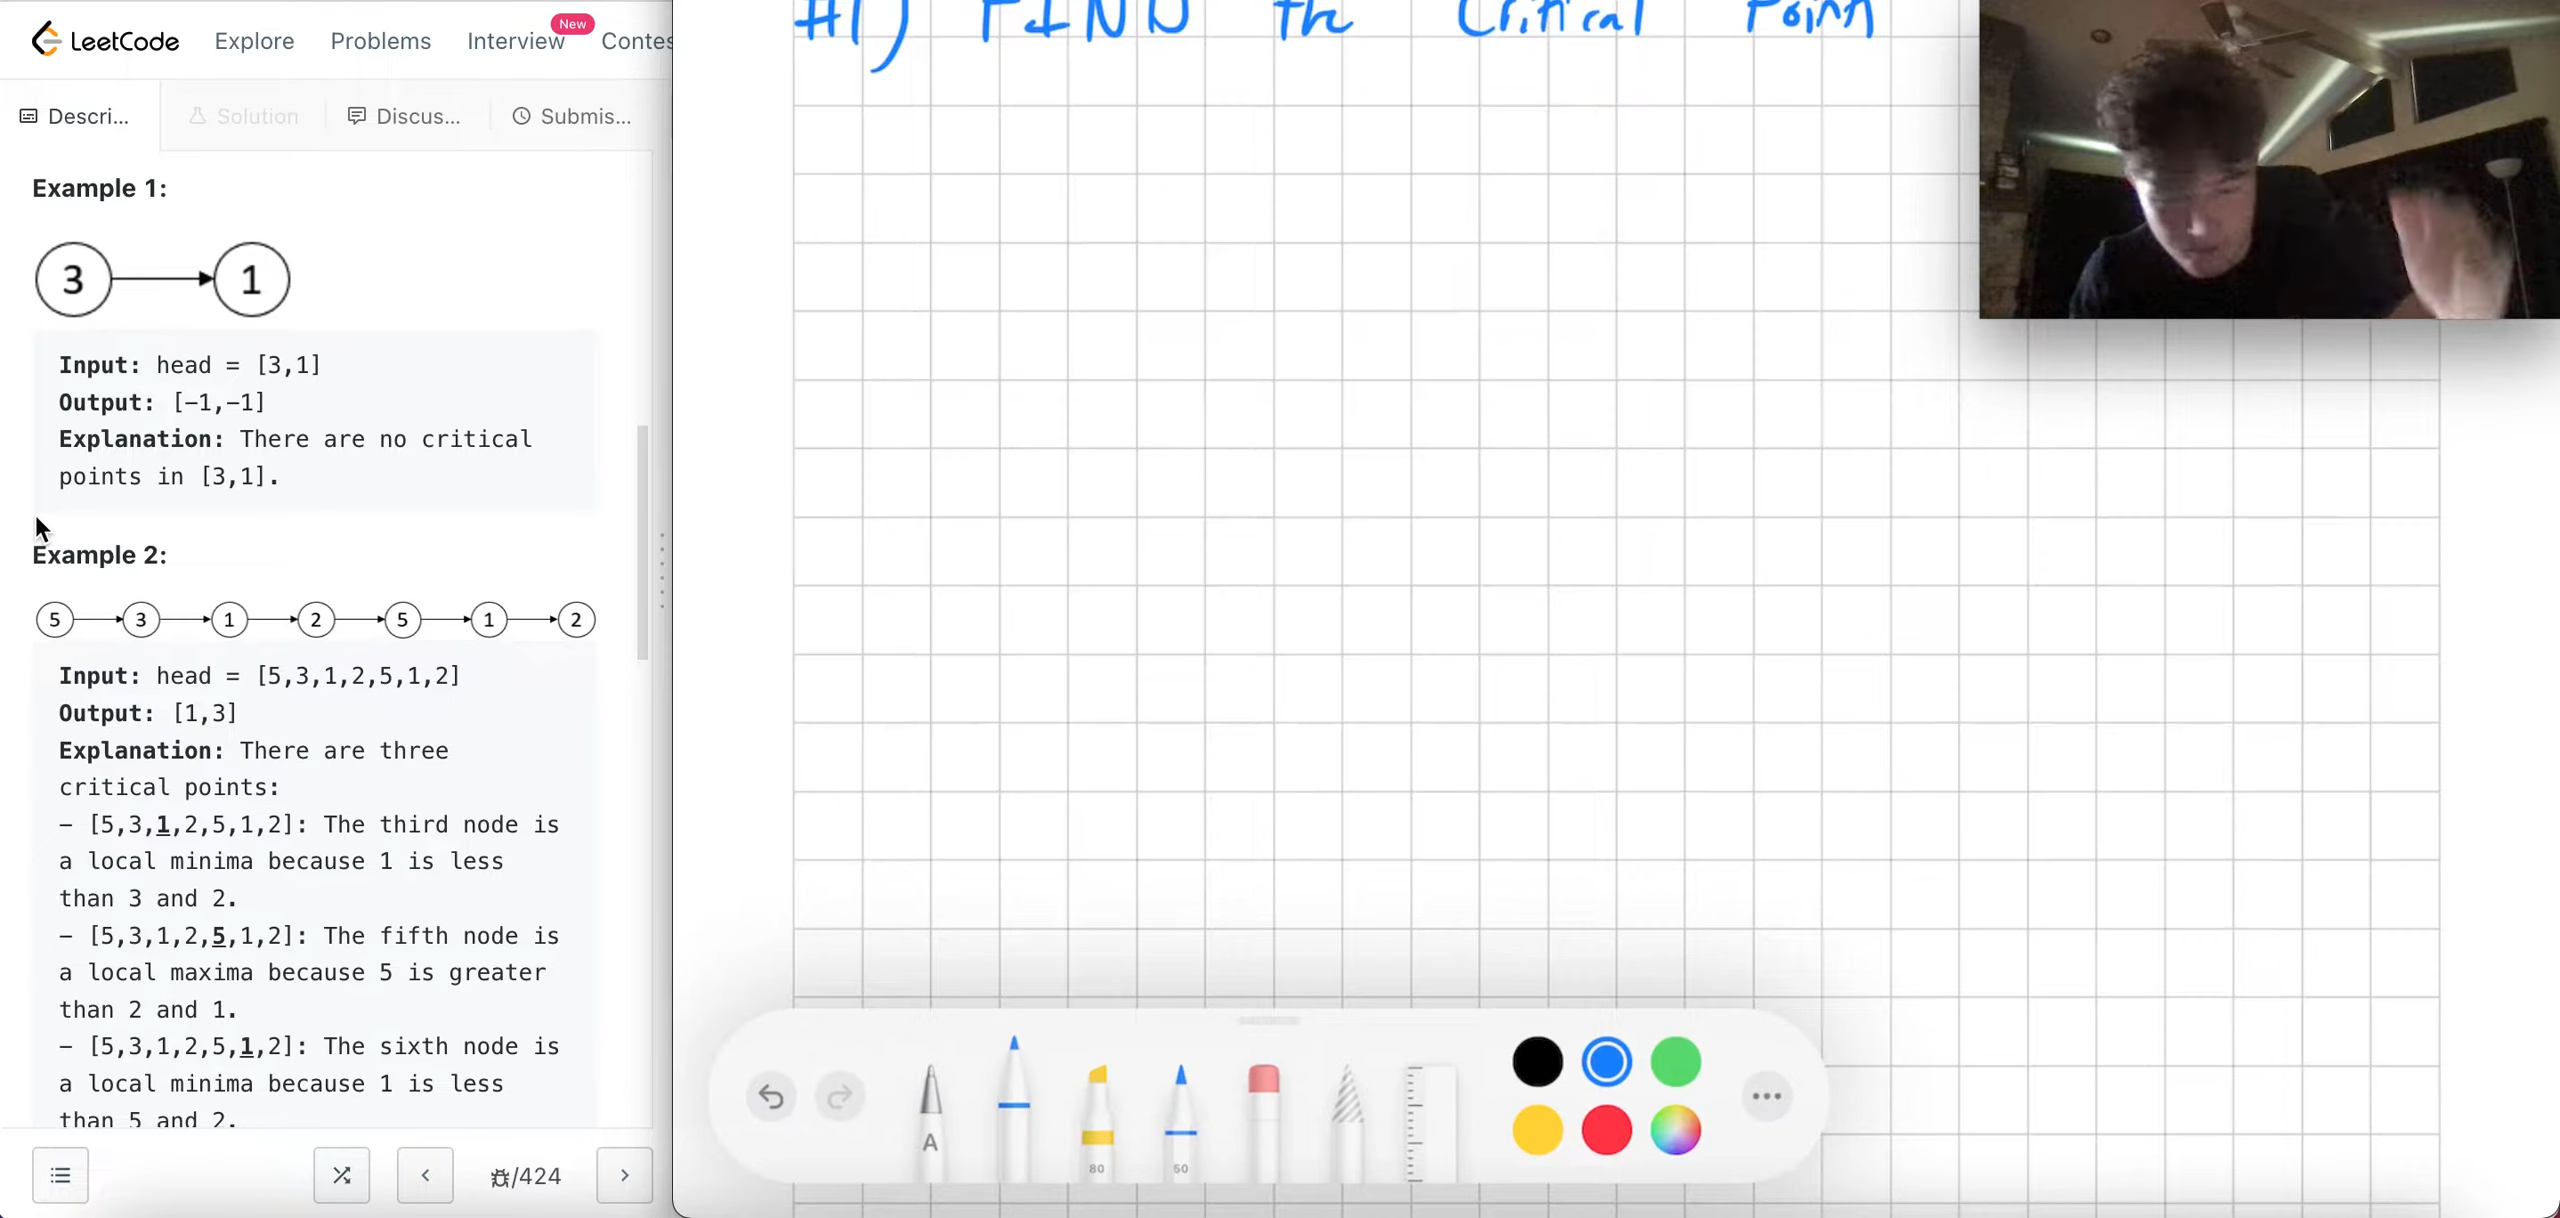 LeetCode Explore Problems Interview New Contes
Descri... Solution Discus... Submis...
#1) FIND the Critical Point
Example 1:
3 1
Input: head = [3,1]
Output: [-1,-1]
Explanation: There are no critical
points in [3,1].
Example 2:
5 3 1 2 5 1 2
Input: head = [5,3,1,2,5,1,2]
Output: [1,3]
Explanation: There are three
critical points:
- [5,3,1,2,5,1,2]: The third node is
a local minima because 1 is less
than 3 and 2.
- [5,3,1,2,5,1,2]: The fifth node is
a local maxima because 5 is greater
than 2 and 1.
- [5,3,1,2,5,1,2]: The sixth node is
a local minima because 1 is less
than 5 and 2.
/424
A 80 50